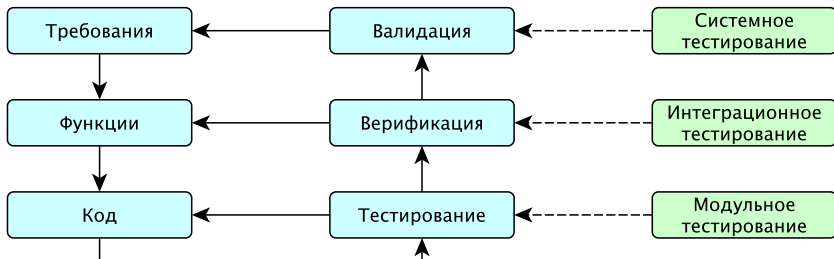 Требования
Валидация
Системное
тестирование
Функции
Верификация
Интеграционное
тестирование
Код
Тестирование
Модульное
тестирование